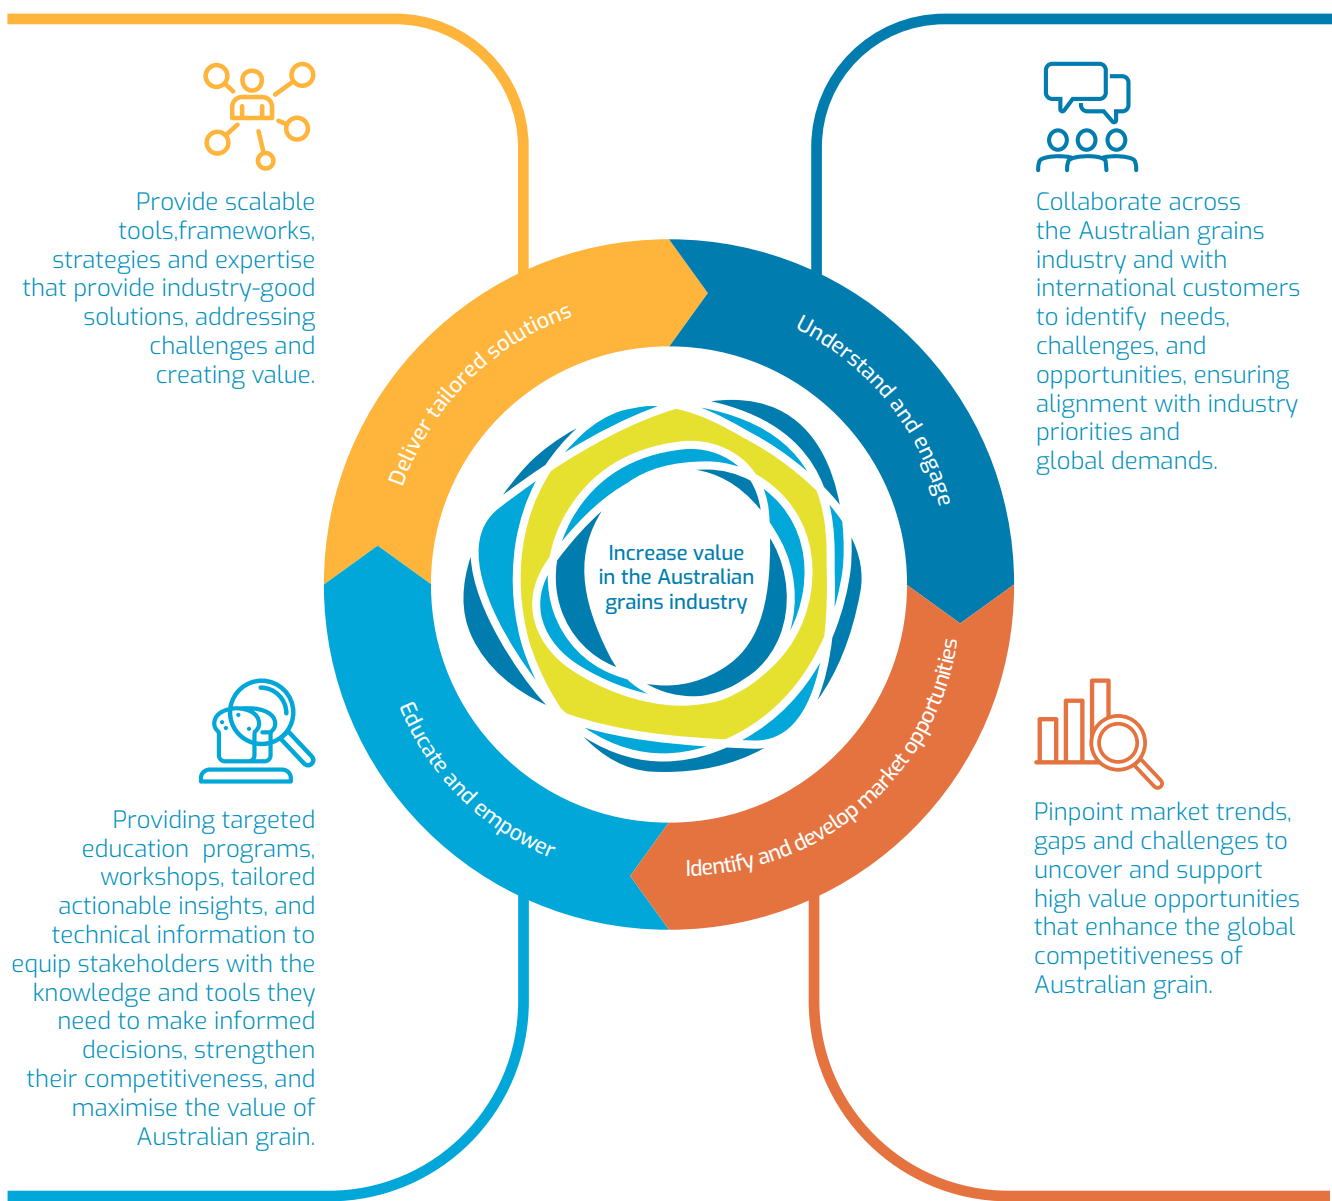 Provide scalable
tools,frameworks,
strategies and expertise
that provide industry-good
solutions, addressing
challenges and
creating value.
Collaborate across
the Australian grains
industry and with
international customers
to identify  needs,
challenges, and
opportunities, ensuring
alignment with industry
priorities and
global demands.
Deliver tailored solutions
Understand and engage
Increase value
in the Australian
grains industry
Educate and empower
Identify and develop market opportunities
Providing targeted
education  programs,
workshops, tailored
actionable insights, and
technical information to
equip stakeholders with the
knowledge and tools they
need to make informed
decisions, strengthen
their competitiveness, and
maximise the value of
Australian grain.
Pinpoint market trends,
gaps and challenges to
uncover and support
high value opportunities
that enhance the global
competitiveness of
Australian grain.